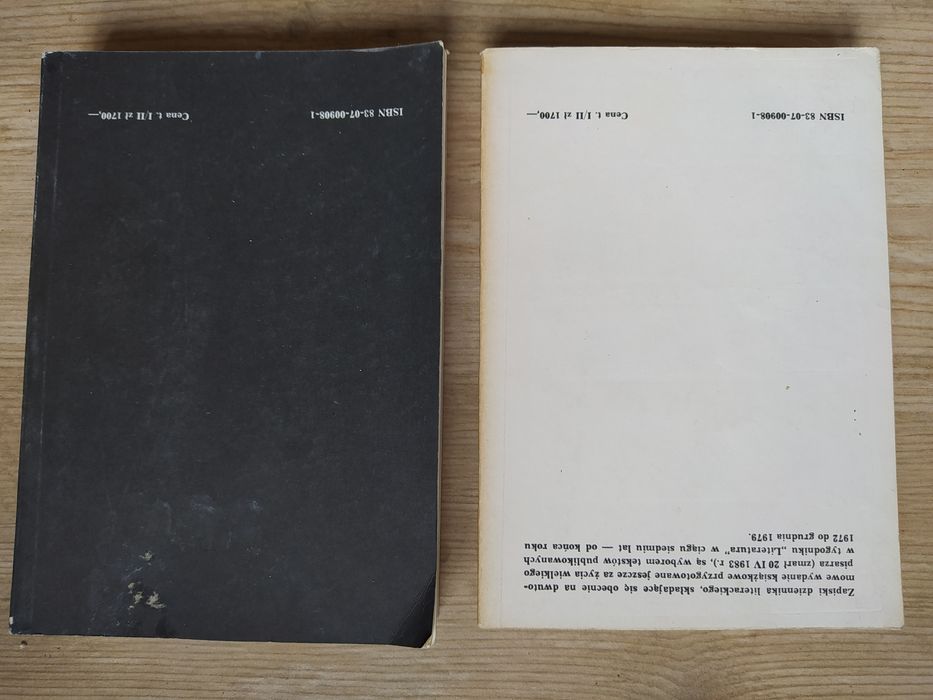 Zapiski dziennika literackiego, składające się obecnie na dwuto-
mowe wydanie książkowe przygotowane jeszcze za życia wielkiego
pisarza (zmarł 20 IV 1983 r.), są wyborem tekstów publikowanych
w tygodniku „Literatura” w ciągu siedmiu lat — od końca roku
1972 do grudnia 1979.
ISBN 83-07-00908-1 Cena t. I/II zł 1700,—
ISBN 83-07-00908-1 Cena t. I/II zł 1700,—